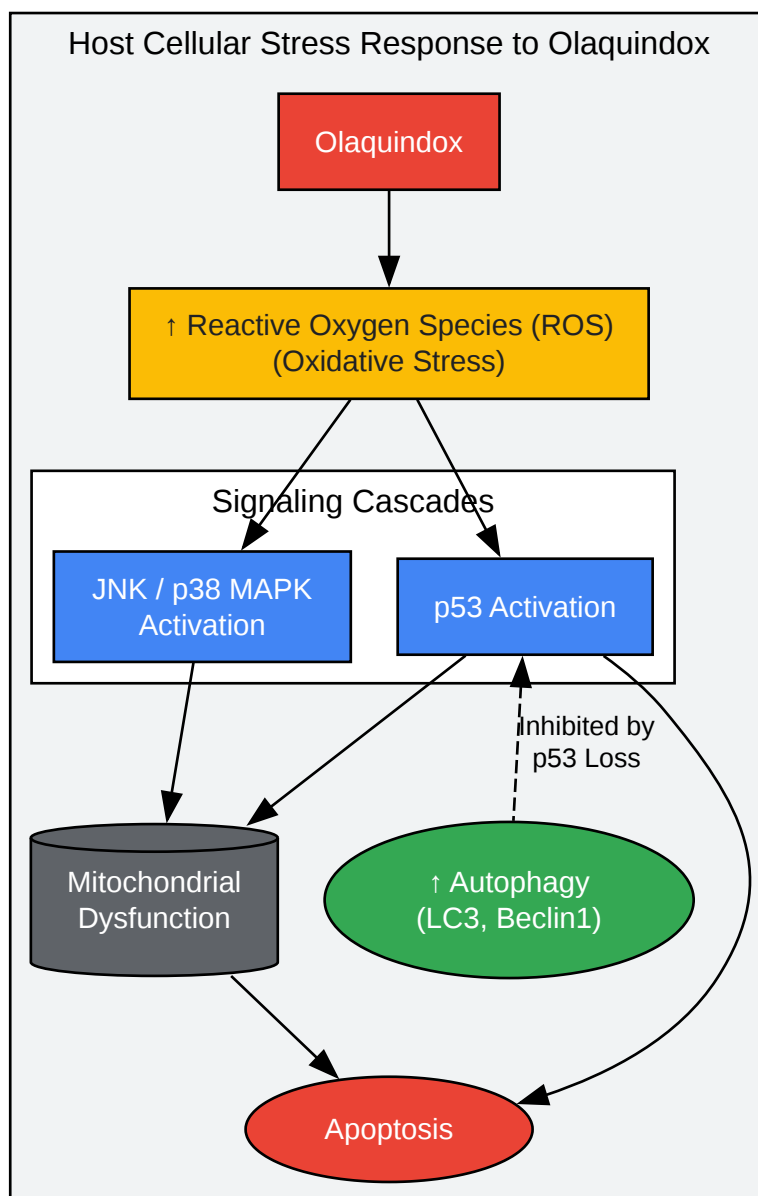 Host Cellular Stress Response to Olaquindox
Olaquindox
↑ Reactive Oxygen Species (ROS)
(Oxidative Stress)
Signaling Cascades
JNK / p38 MAPK
Activation
p53 Activation
Inhibited by
p53 Loss
Mitochondrial
Dysfunction
↑ Autophagy
(LC3, Beclin1)
Apoptosis